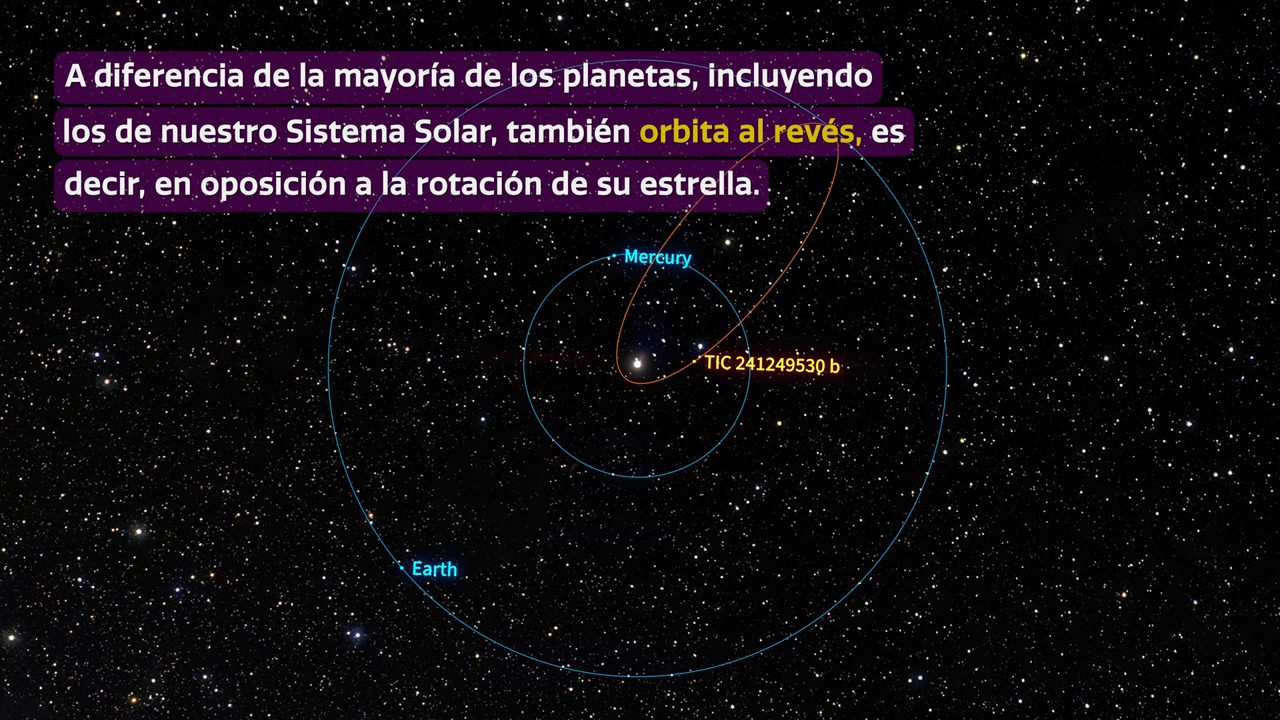 A diferencia de la mayoría de los planetas, incluyendo
los de nuestro Sistema Solar, también orbita al revés, es
decir, en oposición a la rotación de su estrella.
Mercury
TIC 241249530 b
Earth